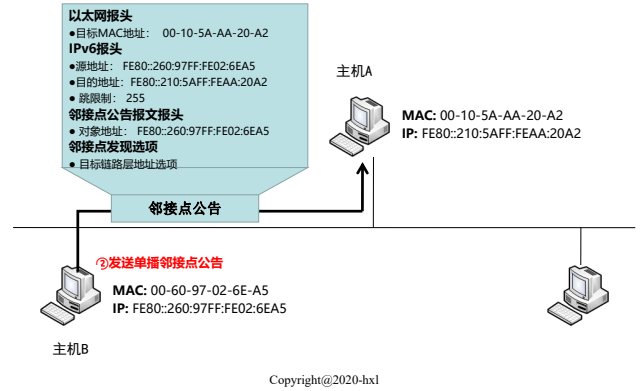 以太网报头
●目标MAC地址： 00-10-5A-AA-20-A2
IPv6报头
●源地址： FE80::260:97FF:FE02:6EA5
●目的地址：FE80::210:5AFF:FEAA:20A2
● 跳限制： 255
邻接点公告报文报头
● 对象地址： FE80::260:97FF:FE02:6EA5
邻接点发现选项
● 目标链路层地址选项
邻接点公告
主机A
MAC: 00-10-5A-AA-20-A2
IP: FE80::210:5AFF:FEAA:20A2
②发送单播邻接点公告
MAC: 00-60-97-02-6E-A5
IP: FE80::260:97FF:FE02:6EA5
主机B
Copyright@2020-hxl